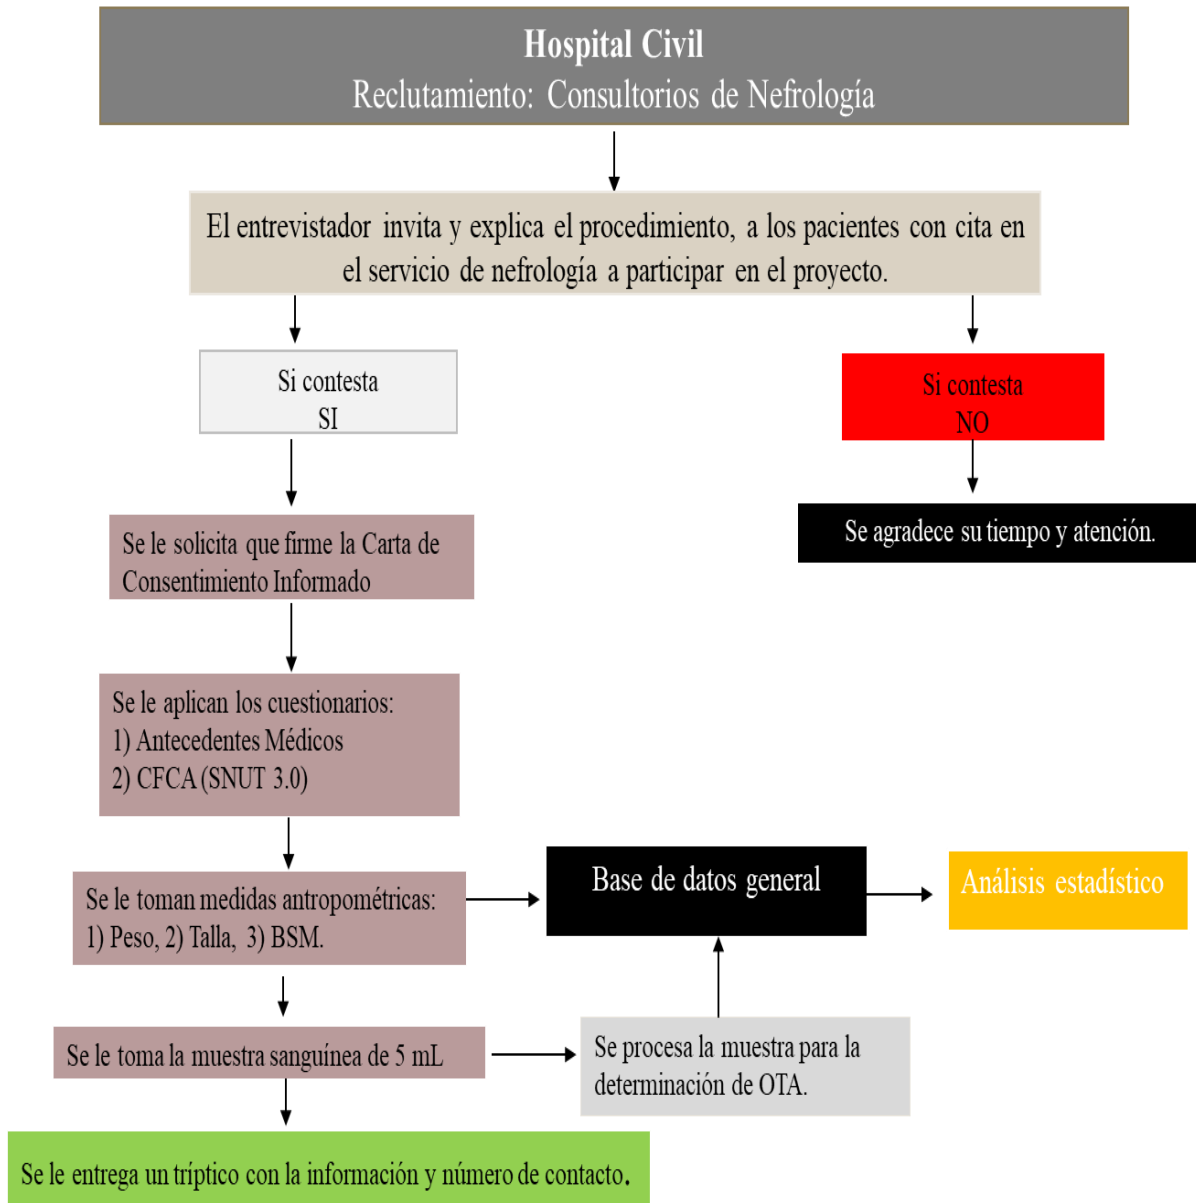 Hospital Civil
Reclutamiento: Consultorios de Nefrología
El entrevistador invita y explica el procedimiento, a los pacientes con cita en
el servicio de nefrología a participar en el proyecto.
Si contesta
SI
Si contesta
NO
Se agradece su tiempo y atención.
Se le solicita que firme la Carta de
Consentimiento Informado
Se le aplican los cuestionarios:
1) Antecedentes Médicos
2) CFCA (SNUT 3.0)
Se le toman medidas antropométricas:
1) Peso, 2) Talla, 3) BSM.
Base de datos general
Análisis estadístico
Se le toma la muestra sanguínea de 5 mL
Se procesa la muestra para la
determinación de OTA.
Se le entrega un tríptico con la información y número de contacto.